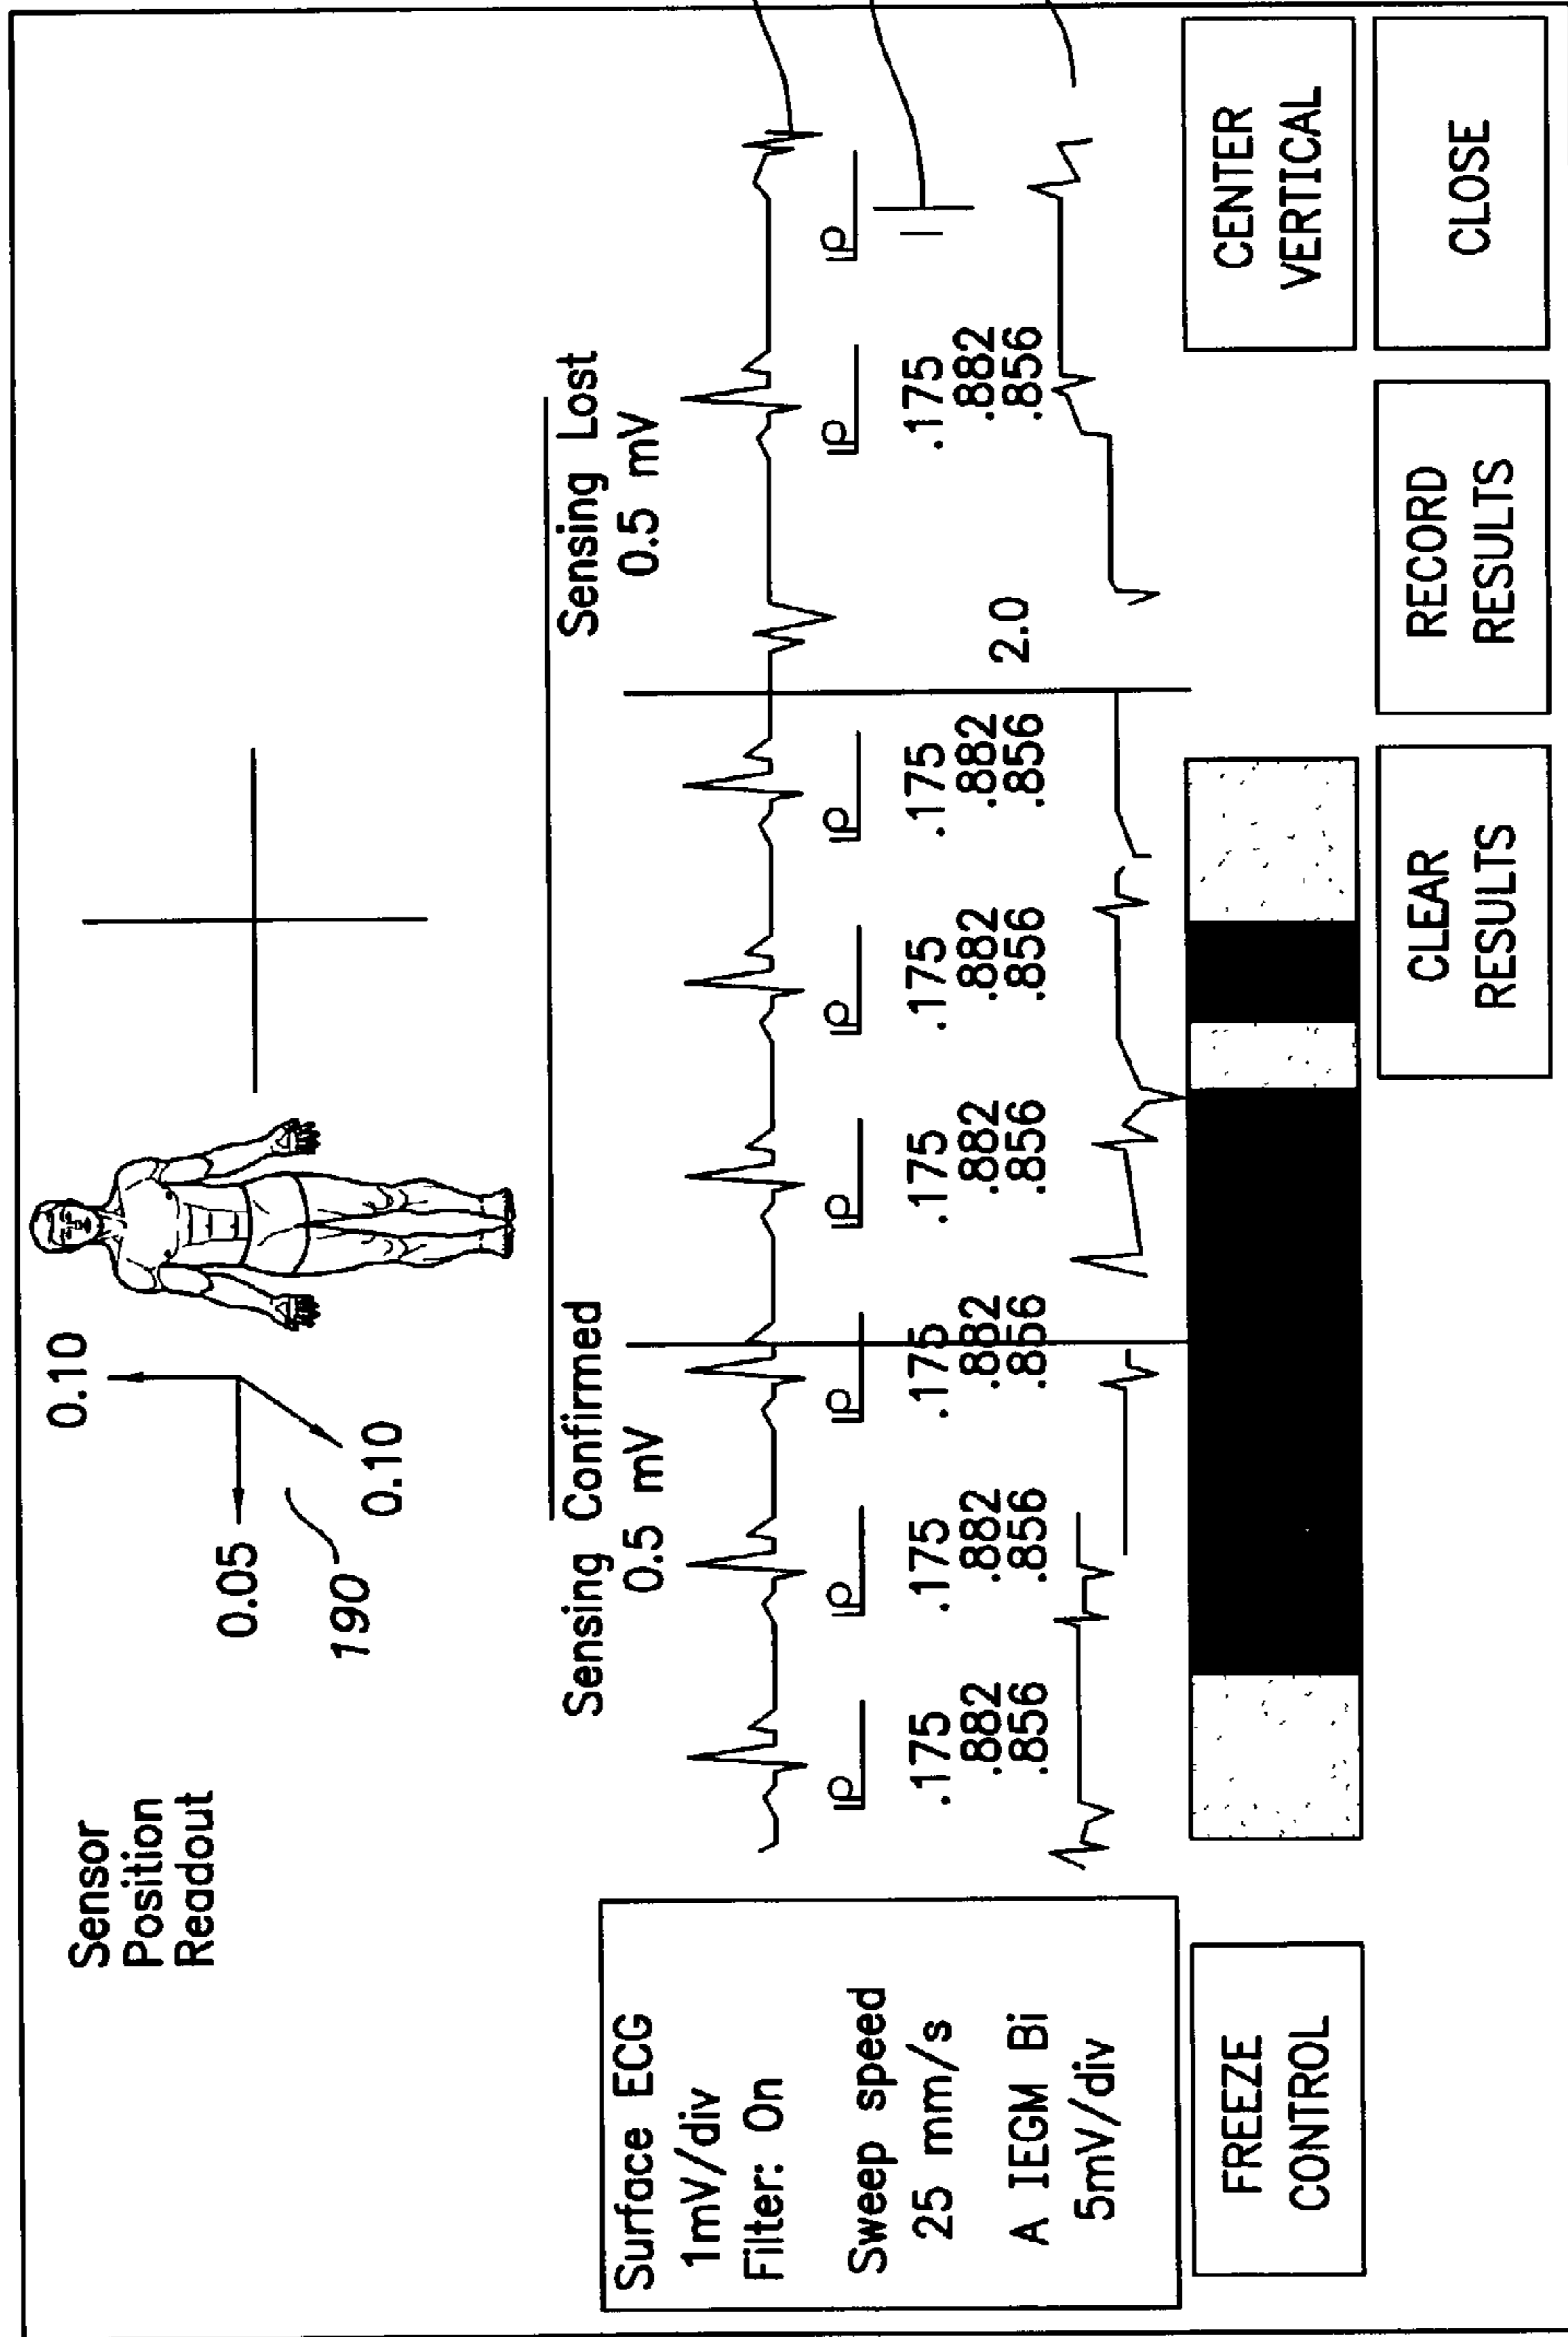 Sensor
Position
Readout
0.10
0.05
0.10
190
Sensing Confirmed
0.5 mV
Sensing Lost
0.5 mV
Surface ECG
1mV/div
Filter: On
Sweep speed
25 mm/s
A IEGM Bi
5mV/div
P P P P P P P P
.175 .175 .175 .175 .175 .175 .175
.882 .882 .882 .882 .882 .882 .882
.856 .856 .856 .856 .856 .856 2.0 .856
FREEZE
CONTROL
CENTER
VERTICAL
CLEAR
RESULTS
RECORD
RESULTS
CLOSE